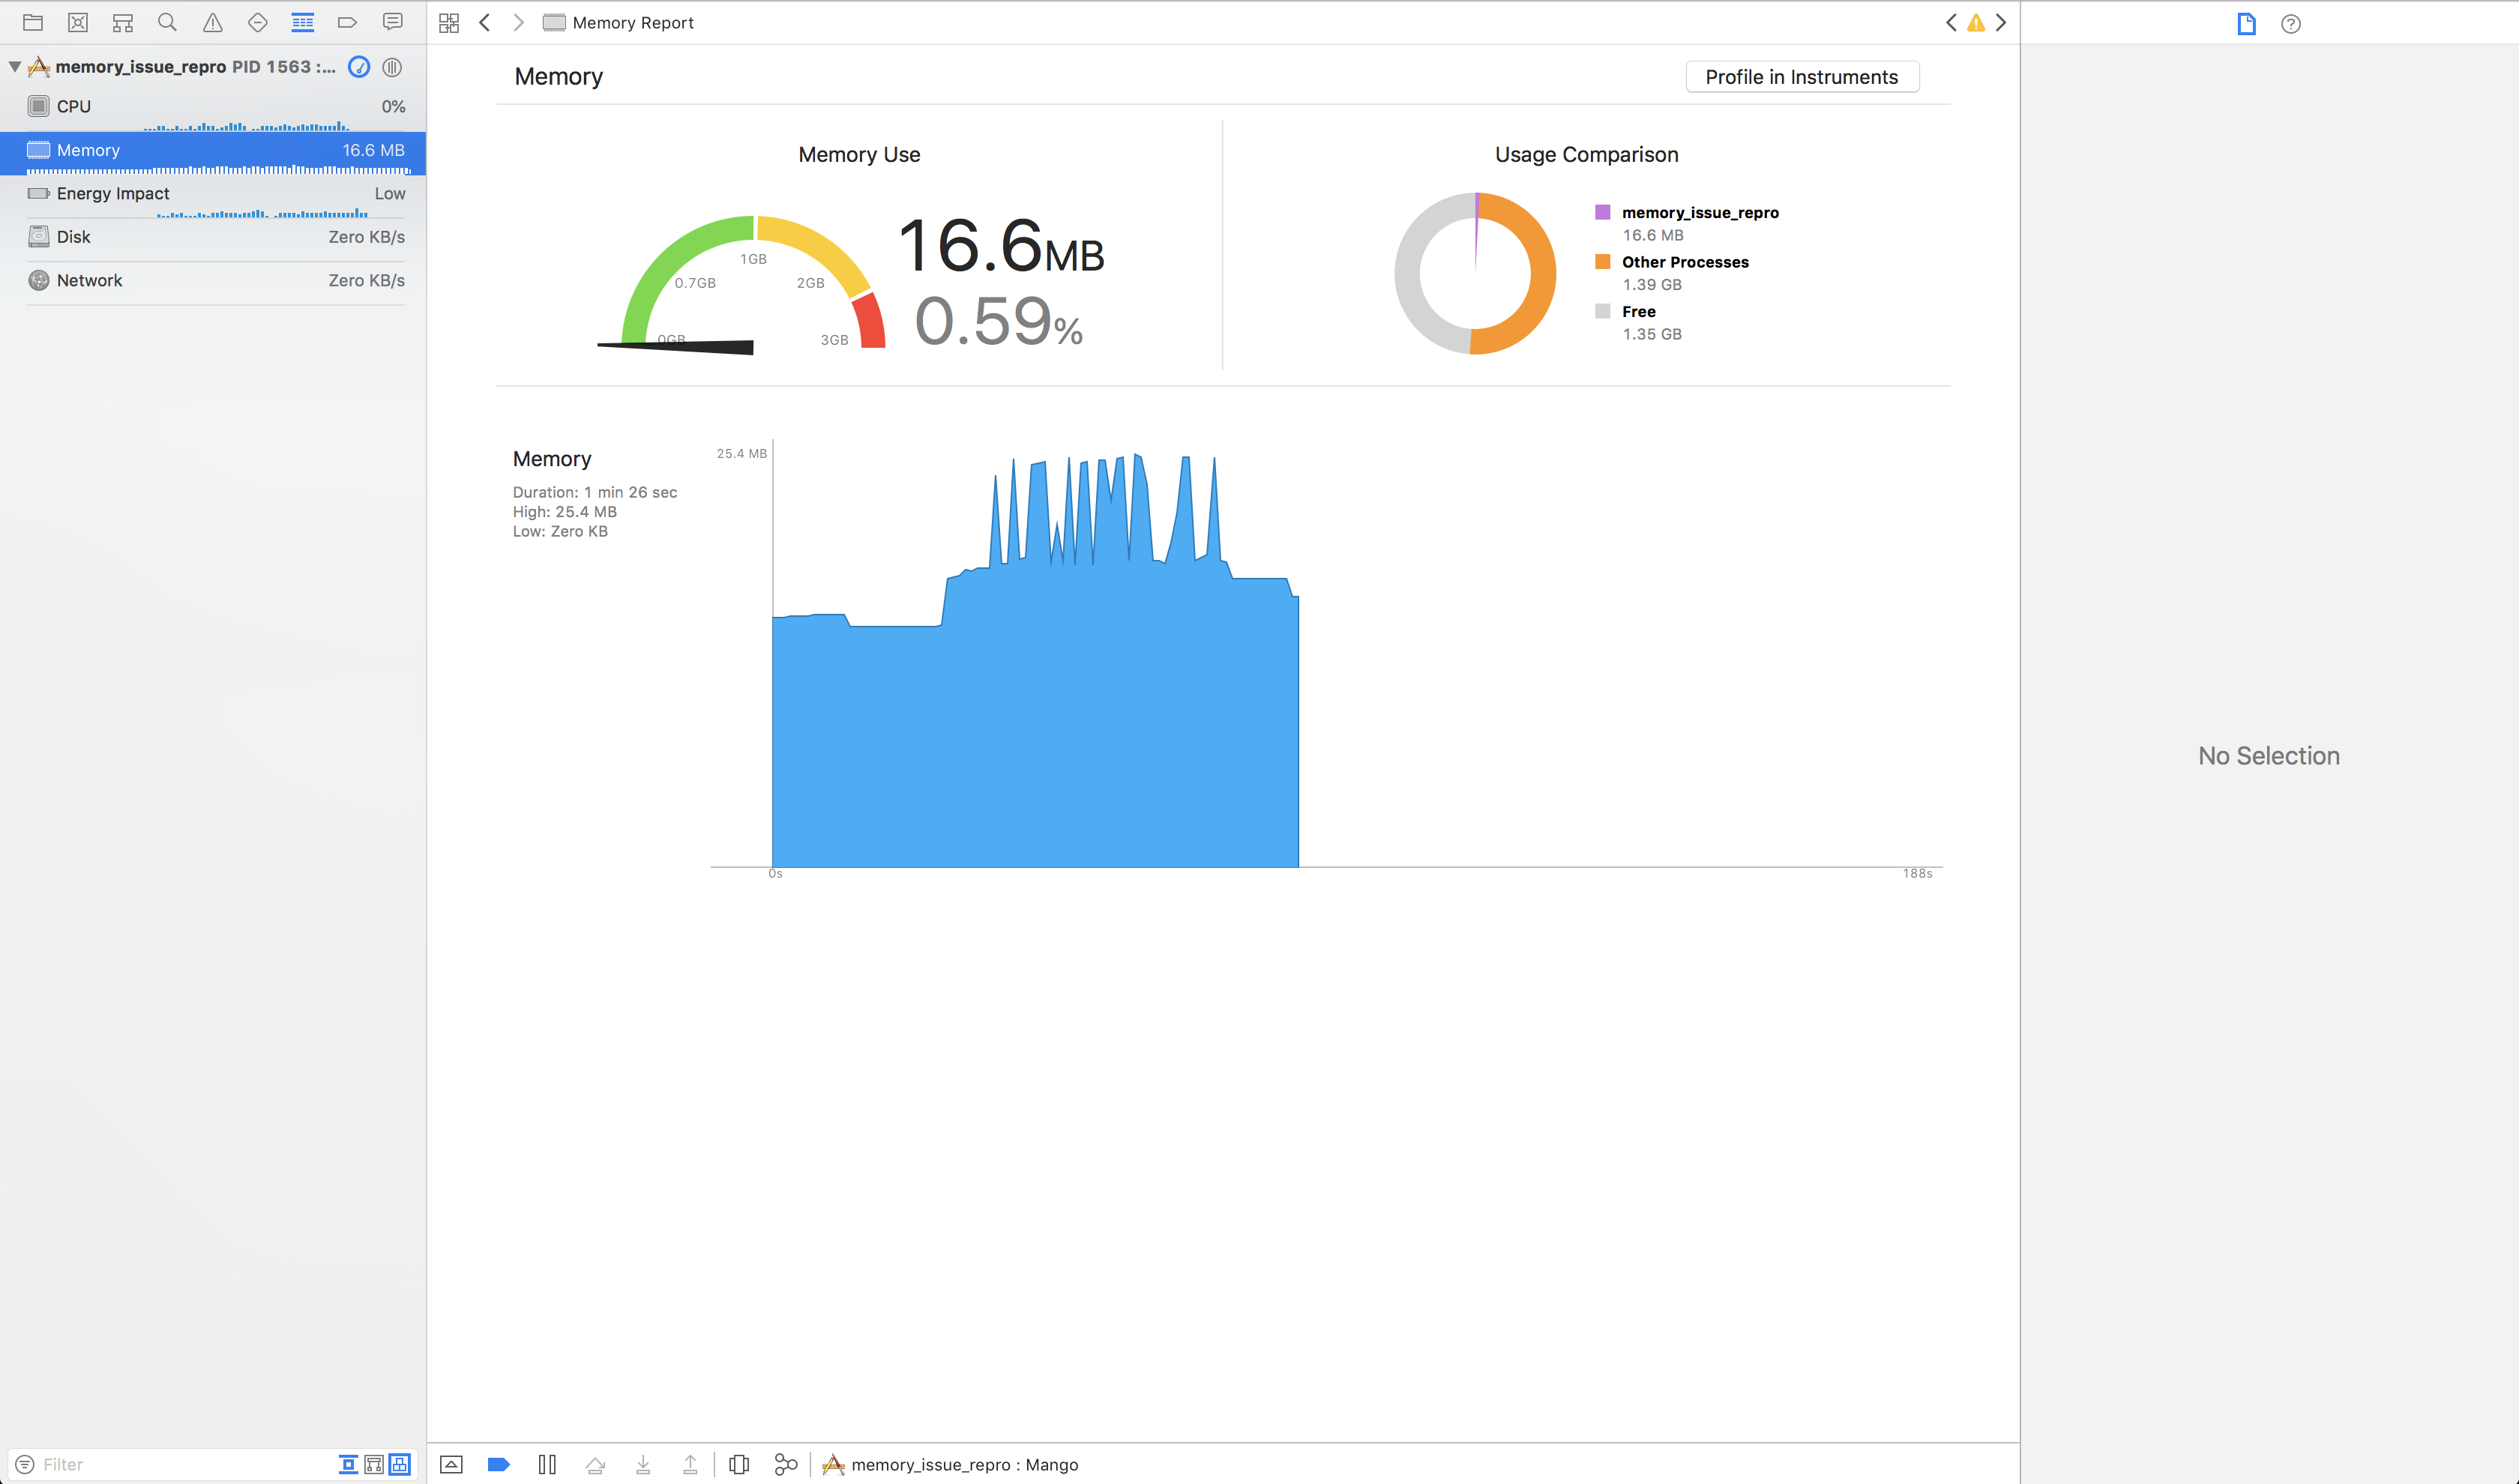 Memory Report
memory_issue_repro PID 1563 :...
CPU 0%
Memory 16.6 MB
Energy Impact Low
Disk Zero KB/s
Network Zero KB/s
Filter
Memory
Profile in Instruments
Memory Use
0GB
0.7GB
1GB
2GB
3GB
16.6MB
0.59%
Usage Comparison
memory_issue_repro
16.6 MB
Other Processes
1.39 GB
Free
1.35 GB
Memory
Duration: 1 min 26 sec
High: 25.4 MB
Low: Zero KB
25.4 MB
0s
188s
memory_issue_repro : Mango
No Selection